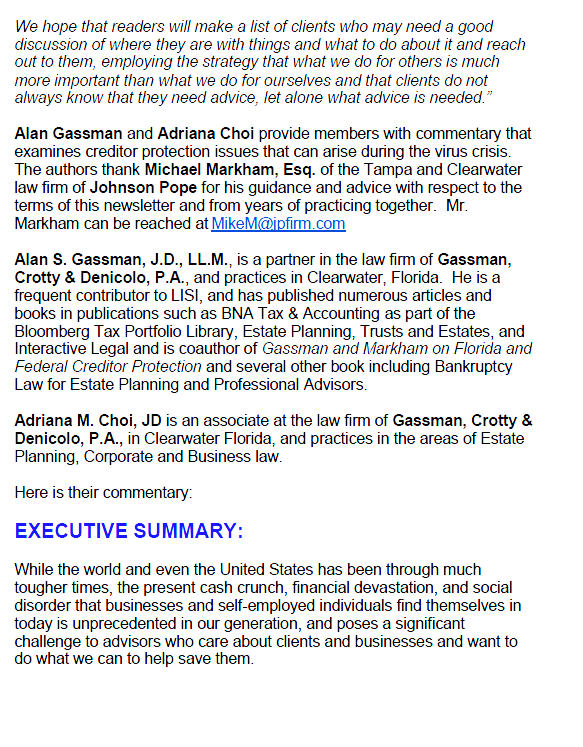 We hope that readers will make a list of clients who may need a good
discussion of where they are with things and what to do about it and reach
out to them, employing the strategy that what we do for others is much
more important than what we do for ourselves and that clients do not
always know that they need advice, let alone what advice is needed.”
Alan Gassman and Adriana Choi provide members with commentary that
examines creditor protection issues that can arise during the virus crisis.
The authors thank Michael Markham, Esq. of the Tampa and Clearwater
law firm of Johnson Pope for his guidance and advice with respect to the
terms of this newsletter and from years of practicing together. Mr.
Markham can be reached at MikeM@jpfirm.com
Alan S. Gassman, J.D., LL.M., is a partner in the law firm of Gassman,
Crotty & Denicolo, P.A., and practices in Clearwater, Florida. He is a
frequent contributor to LISI, and has published numerous articles and
books in publications such as BNA Tax & Accounting as part of the
Bloomberg Tax Portfolio Library, Estate Planning, Trusts and Estates, and
Interactive Legal and is coauthor of Gassman and Markham on Florida and
Federal Creditor Protection and several other book including Bankruptcy
Law for Estate Planning and Professional Advisors.
Adriana M. Choi, JD is an associate at the law firm of Gassman, Crotty &
Denicolo, P.A., in Clearwater Florida, and practices in the areas of Estate
Planning, Corporate and Business law.
Here is their commentary:
EXECUTIVE SUMMARY:
While the world and even the United States has been through much
tougher times, the present cash crunch, financial devastation, and social
disorder that businesses and self-employed individuals find themselves in
today is unprecedented in our generation, and poses a significant
challenge to advisors who care about clients and businesses and want to
do what we can to help save them.